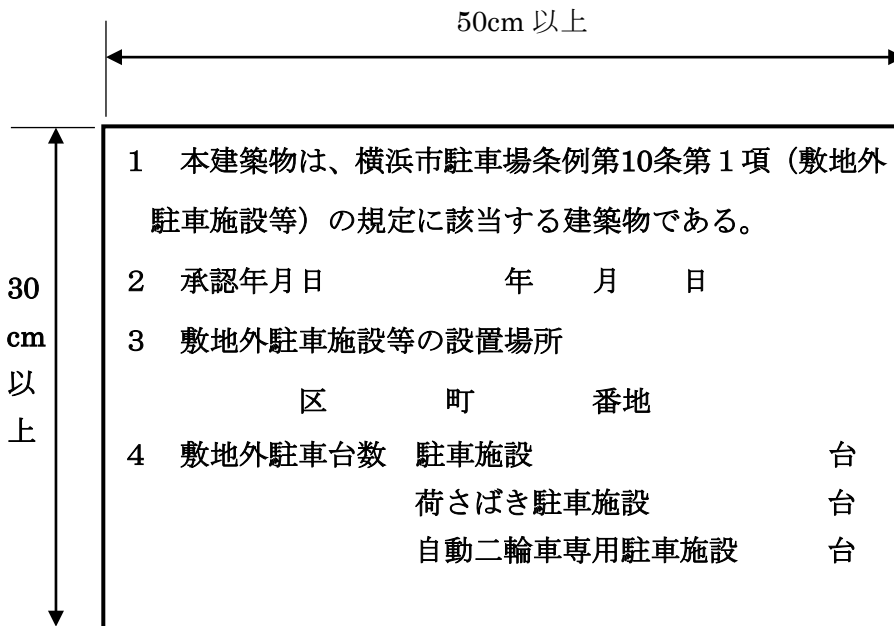 50cm 以上
30
cm
以
上
1 本建築物は、横浜市駐車場条例第10条第１項（敷地外
駐車施設等）の規定に該当する建築物である。
2 承認年月日 年 月 日
3 敷地外駐車施設等の設置場所
区 町 番地
4 敷地外駐車台数 駐車施設 台
荷さばき駐車施設 台
自動二輪車専用駐車施設 台